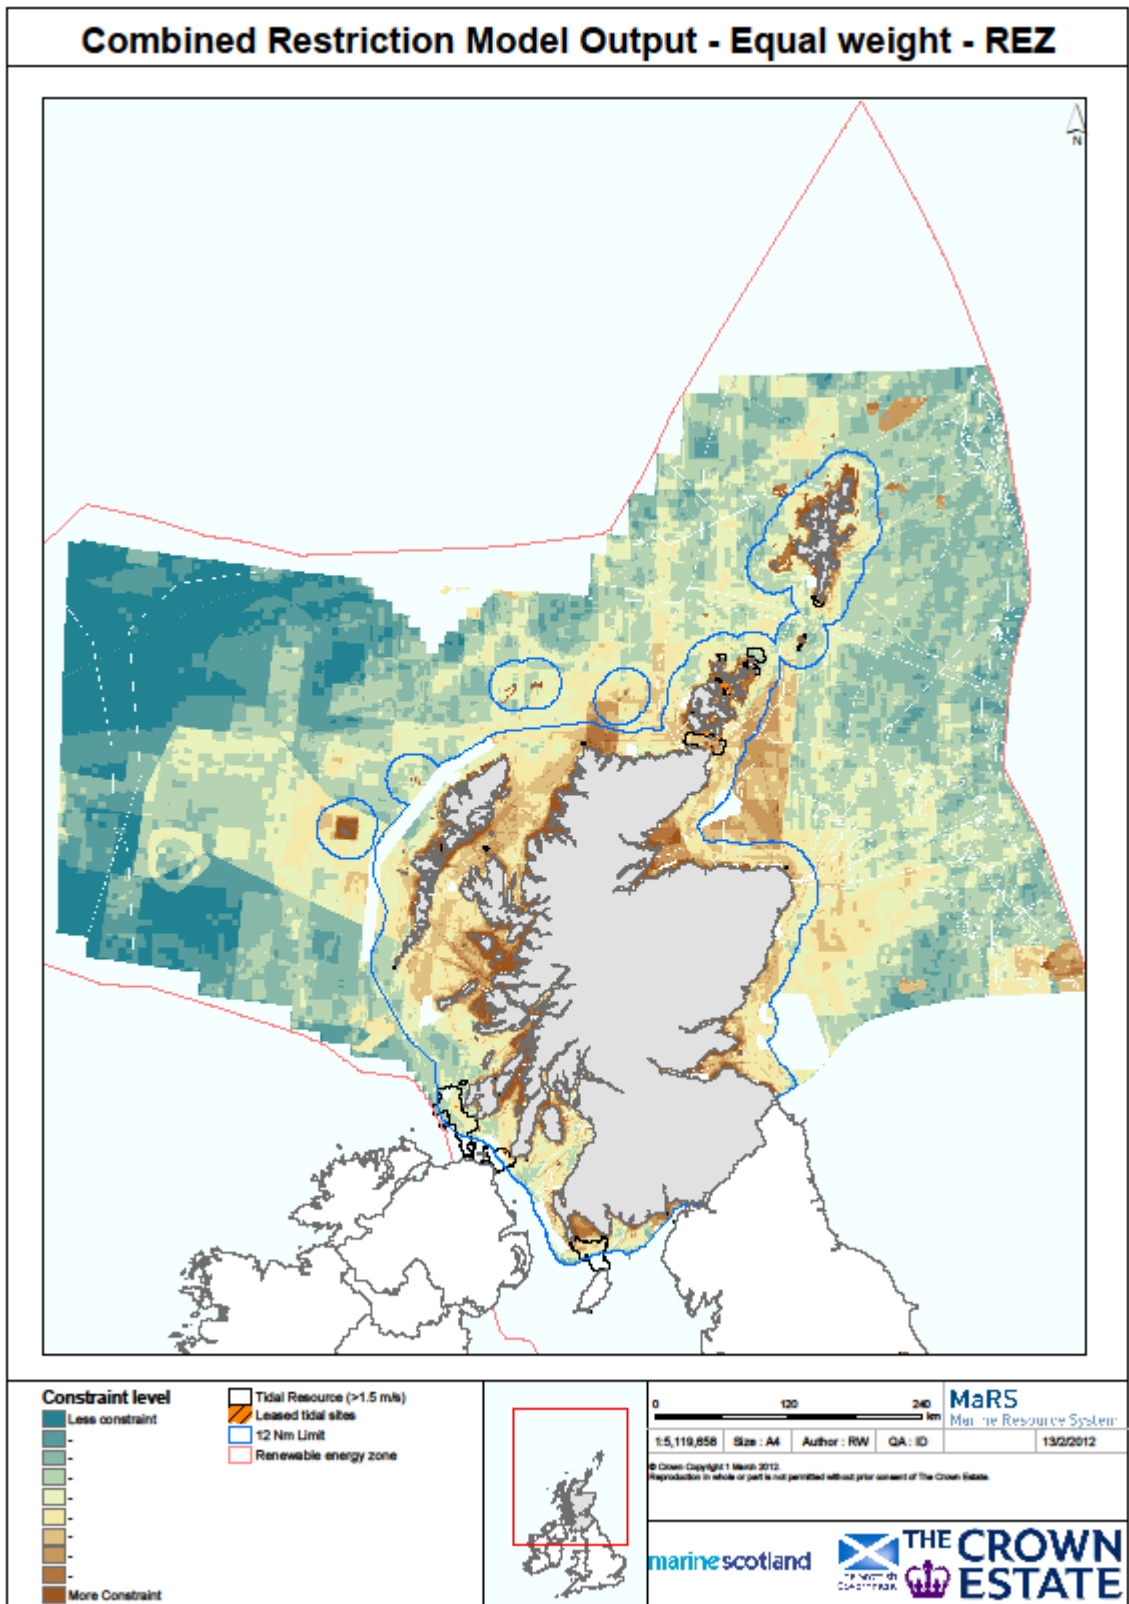 Combined Restriction Model Output - Equal weight - REZ
N
Constraint level
Less constraint
-
-
-
-
-
-
-
-
More Constraint
Tidal Resource (>1.5 m/s)
Leased tidal sites
12 Nm Limit
Renewable energy zone
0 120 240
km
1:5,119,658 Size : A4 Author : RW QA : ID 13/2/2012
MaRS
Marine Resource System
© Crown Copyright 1 March 2012.
Reproduction in whole or part is not permitted without prior consent of The Crown Estate.
marinescotland
The Scottish
Government
THE CROWN
ESTATE